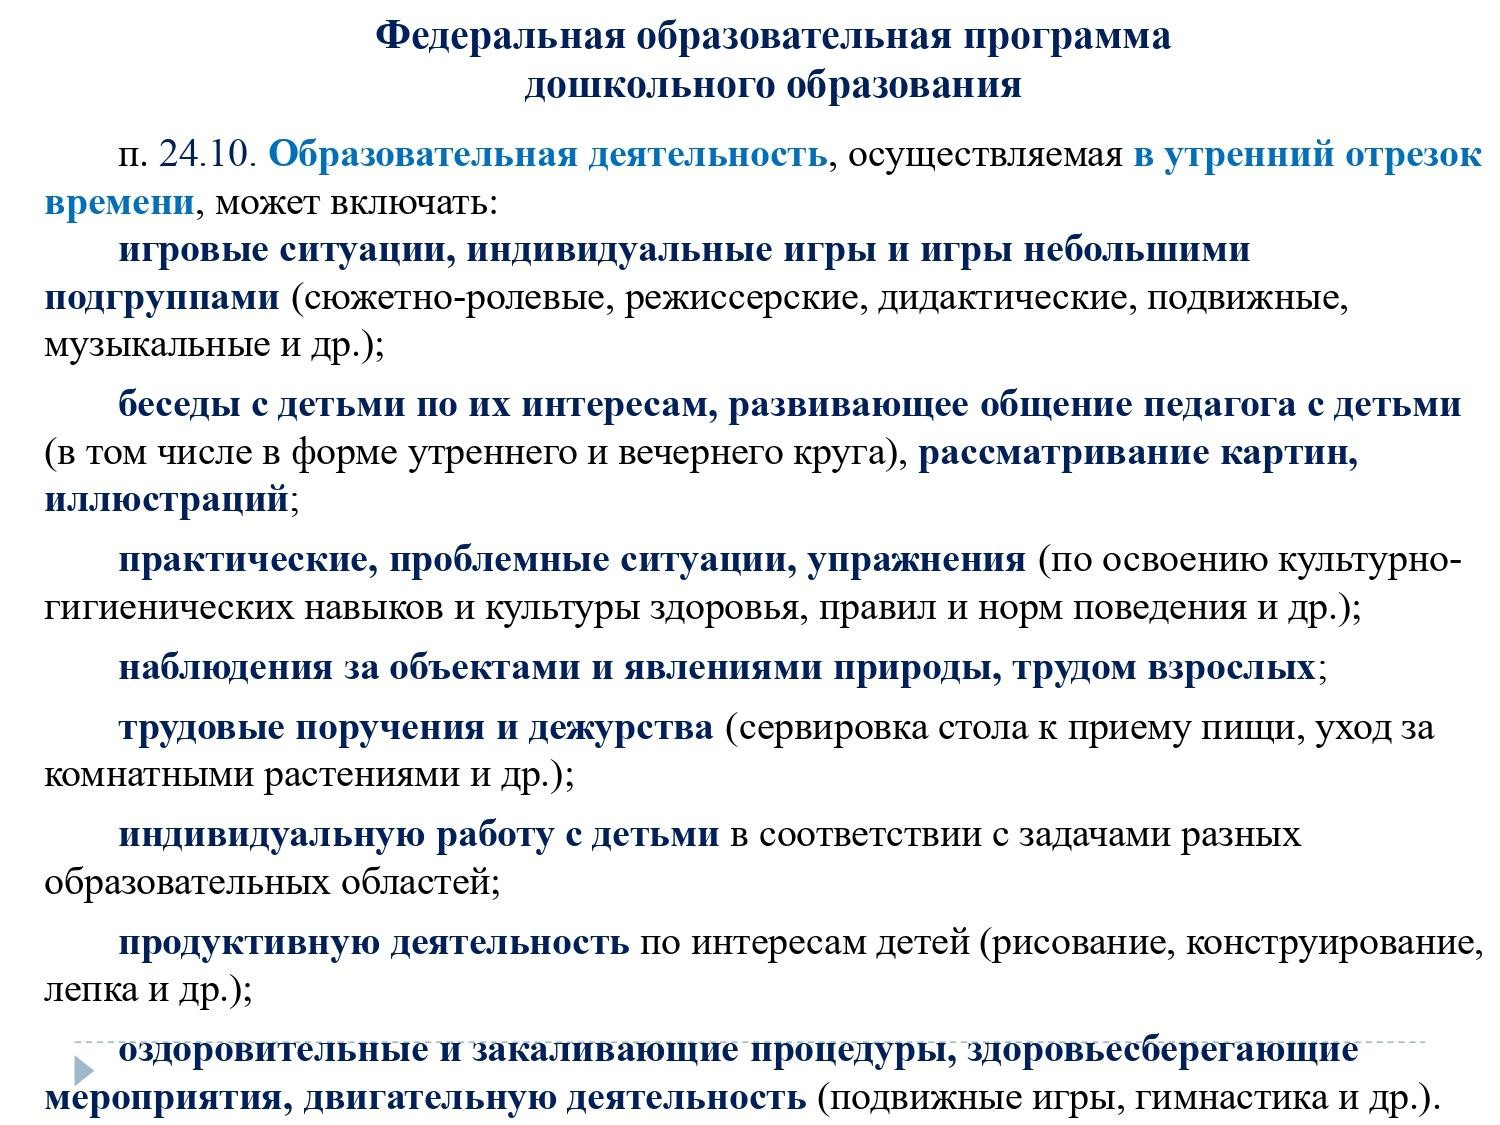 Федеральная образовательная программа
дошкольного образования
п. 24.10. Образовательная деятельность, осуществляемая в утренний отрезок
времени, может включать:
игровые ситуации, индивидуальные игры и игры небольшими
подгруппами (сюжетно-ролевые, режиссерские, дидактические, подвижные,
музыкальные и др.);
беседы с детьми по их интересам, развивающее общение педагога с детьми
(в том числе в форме утреннего и вечернего круга), рассматривание картин,
иллюстраций;
практические, проблемные ситуации, упражнения (по освоению культурно-
гигиенических навыков и культуры здоровья, правил и норм поведения и др.);
наблюдения за объектами и явлениями природы, трудом взрослых;
трудовые поручения и дежурства (сервировка стола к приему пищи, уход за
комнатными растениями и др.);
индивидуальную работу с детьми в соответствии с задачами разных
образовательных областей;
продуктивную деятельность по интересам детей (рисование, конструирование,
лепка и др.);
оздоровительные и закаливающие процедуры, здоровьесберегающие
мероприятия, двигательную деятельность (подвижные игры, гимнастика и др.).